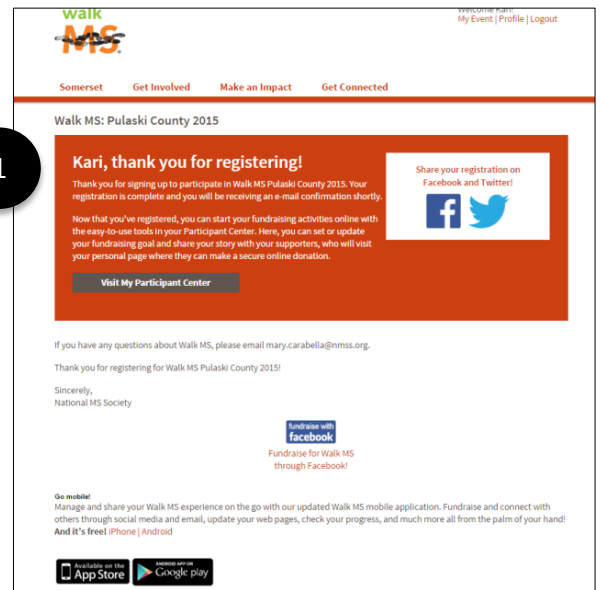 walk
MS
Welcome Kari!
My Event | Profile | Logout
Somerset Get Involved Make an Impact Get Connected
Walk MS: Pulaski County 2015
1
Kari, thank you for registering!
Thank you for signing up to participate in Walk MS Pulaski County 2015. Your
registration is complete and you will be receiving an e-mail confirmation shortly.
Now that you've registered, you can start your fundraising activities online with
the easy-to-use tools in your Participant Center. Here, you can set or update
your fundraising goal and share your story with your supporters, who will visit
your personal page where they can make a secure online donation.
Visit My Participant Center
Share your registration on
Facebook and Twitter!
If you have any questions about Walk MS, please email mary.carabella@nmss.org.
Thank you for registering for Walk MS Pulaski County 2015!
Sincerely,
National MS Society
fundraise with
facebook
Fundraise for Walk MS
through Facebook!
Go mobile!
Manage and share your Walk MS experience on the go with our updated Walk MS mobile application. Fundraise and connect with
others through social media and email, update your web pages, check your progress, and much more all from the palm of your hand!
And it's free! iPhone | Android
Available on the
App Store
ANDROID APP ON
Google play